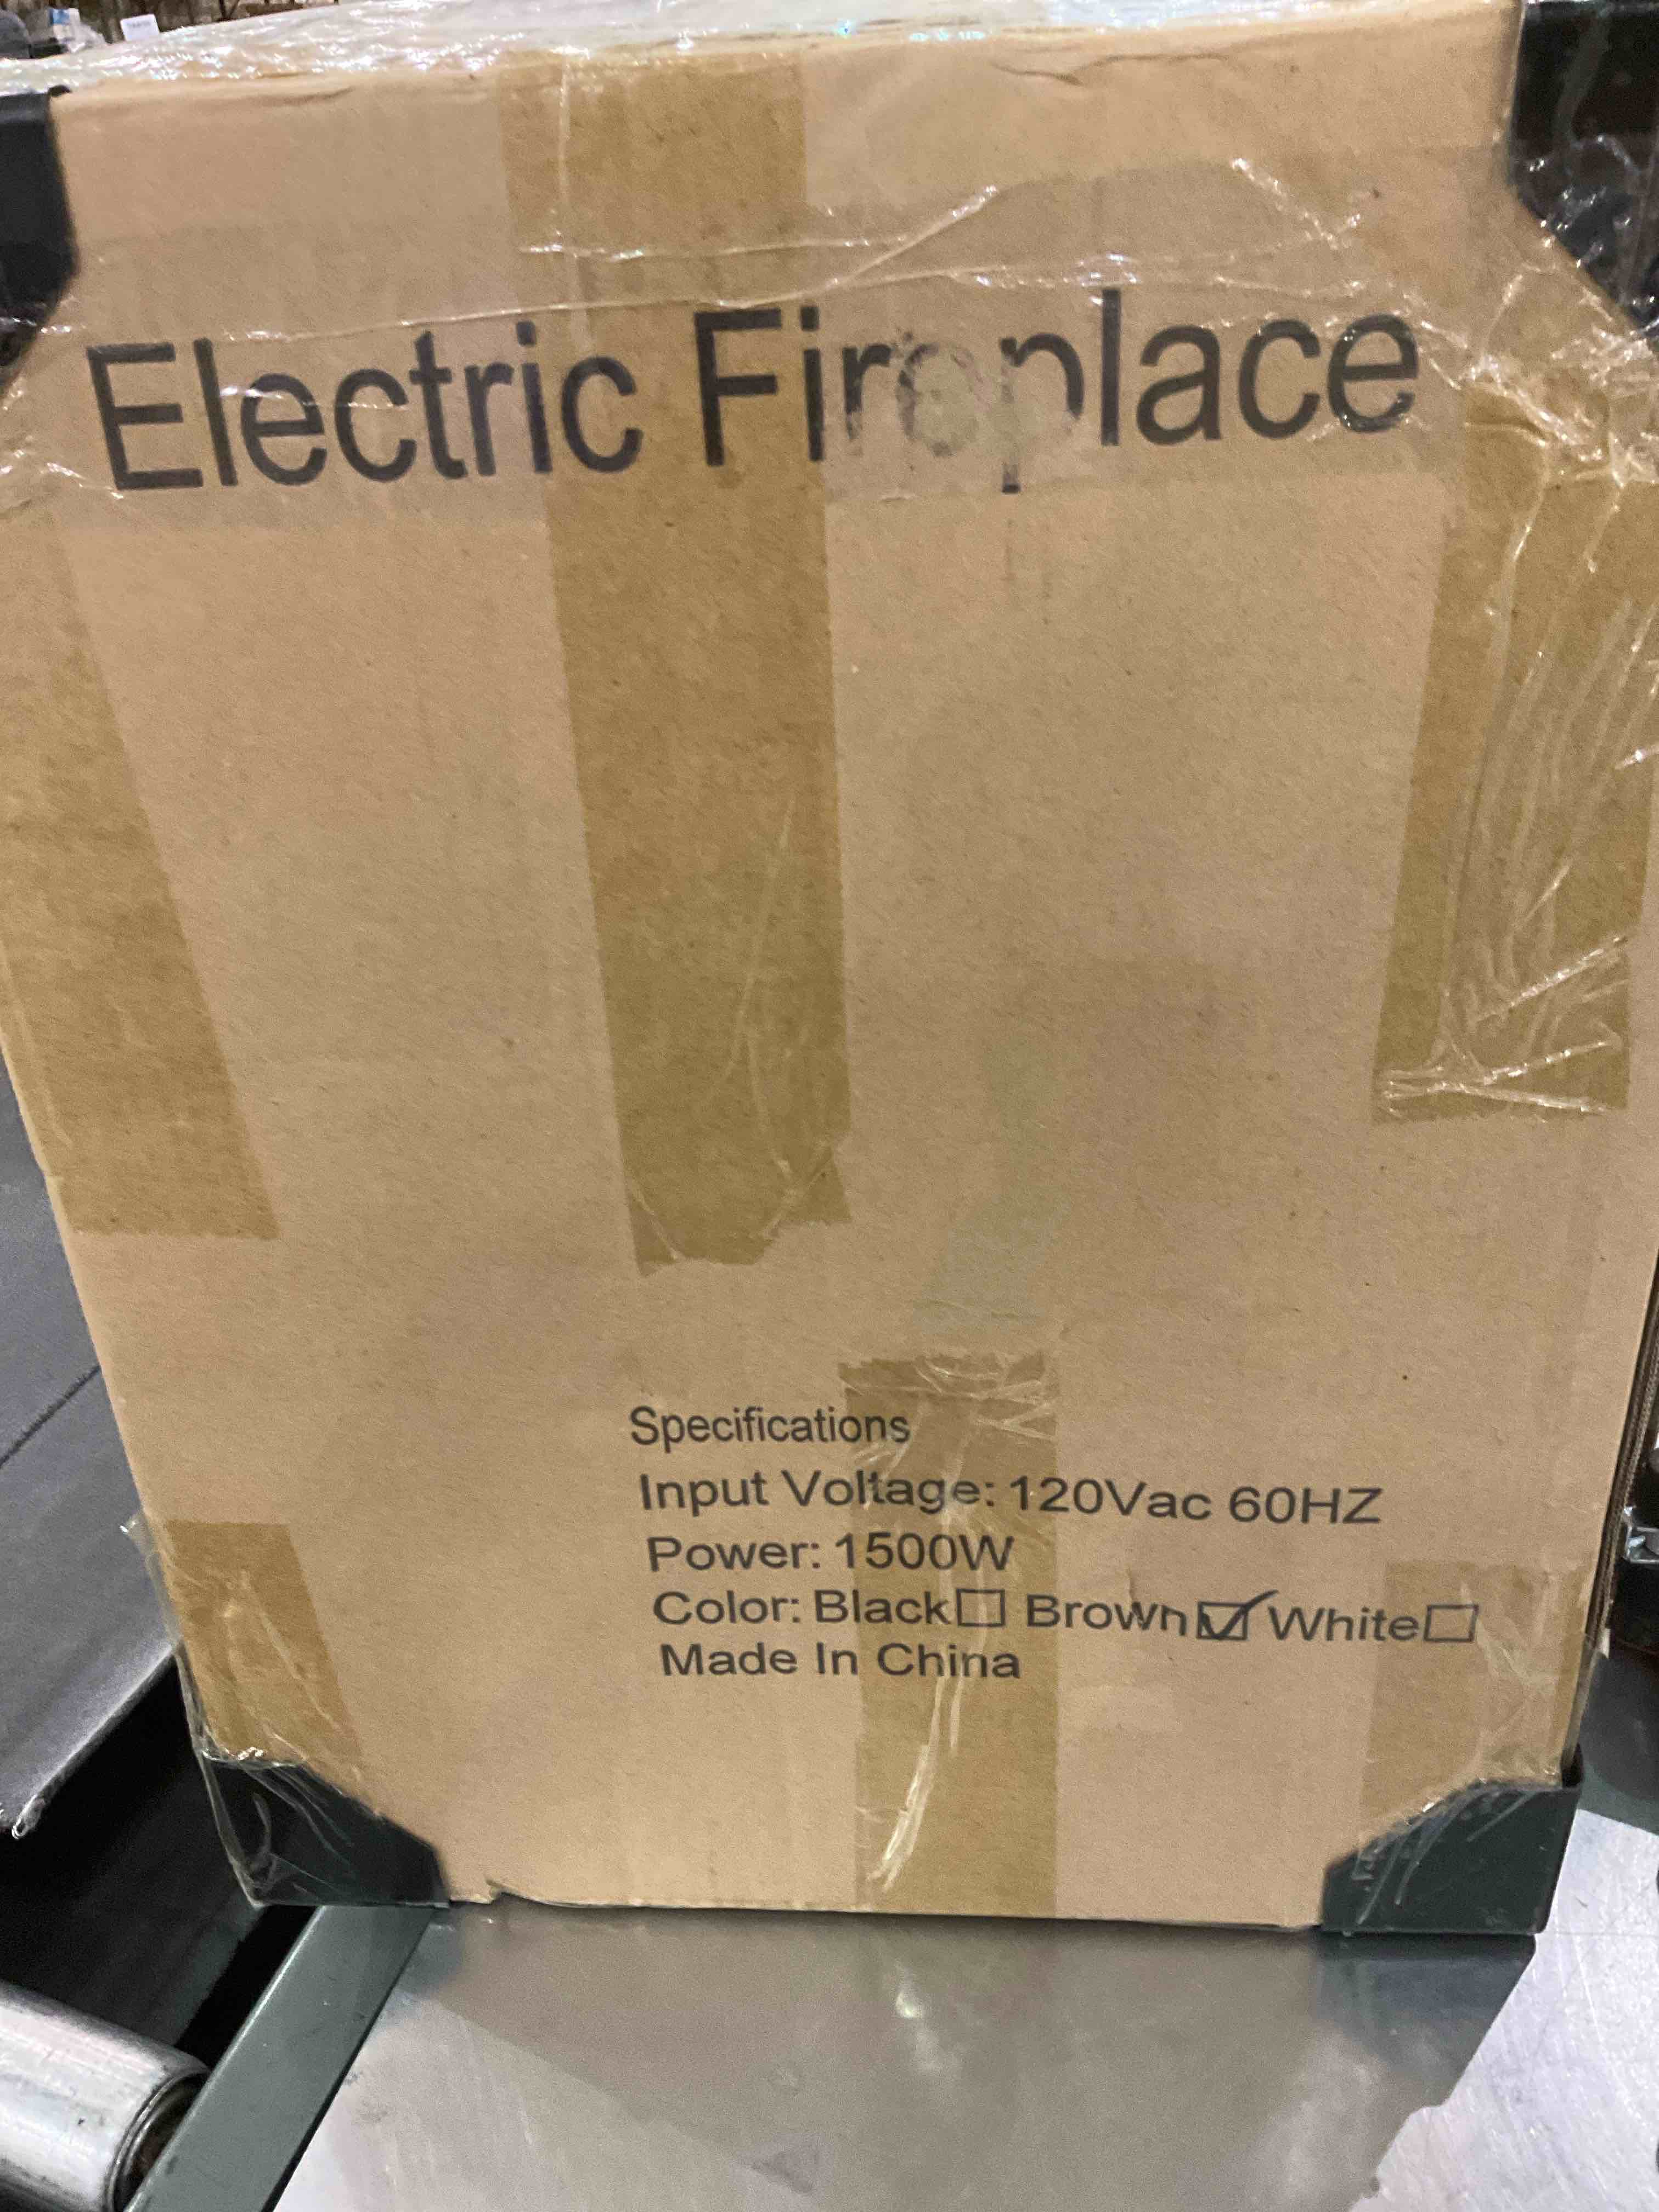 Electric Fireplace
Specifications
Input Voltage: 120Vac 60HZ
Power: 1500W
Color: Black☐ Brown☑ White☐
Made In China